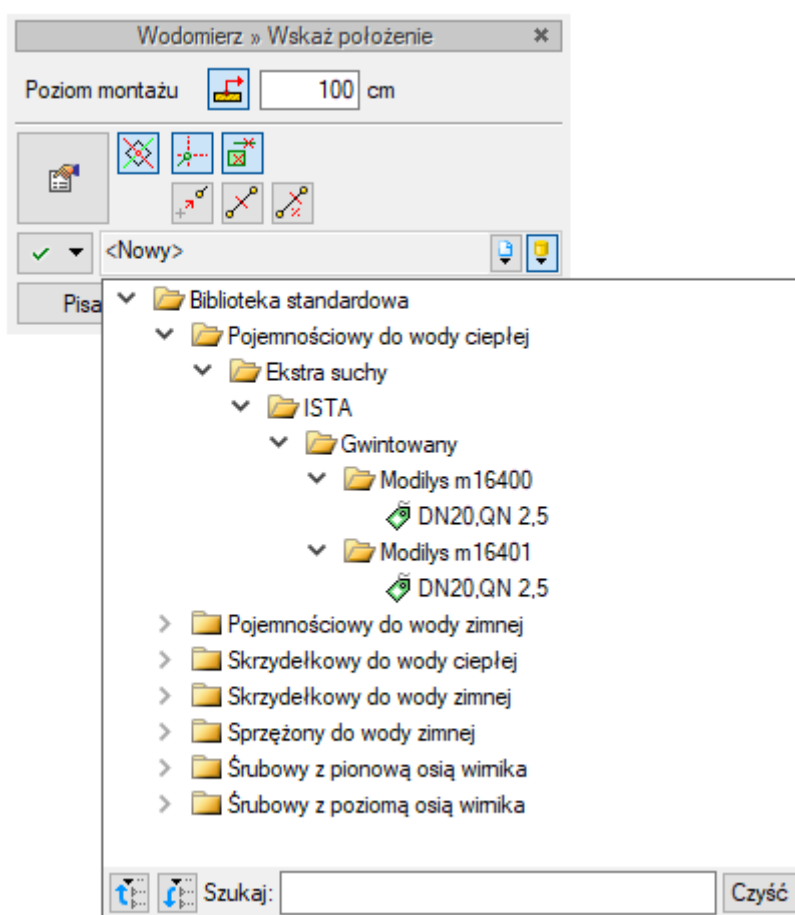 Wodomierz » Wskaż położenie
Poziom montażu 100 cm
<Nowy>
Pisa
Biblioteka standardowa
Pojemnościowy do wody ciepłej
Ekstra suchy
ISTA
Gwintowany
Modilys m16400
DN20,QN 2,5
Modilys m16401
DN20,QN 2,5
Pojemnościowy do wody zimnej
Skrzydełkowy do wody ciepłej
Skrzydełkowy do wody zimnej
Sprzężony do wody zimnej
Śrubowy z pionową osią wirnika
Śrubowy z poziomą osią wirnika
Szukaj: Czyść